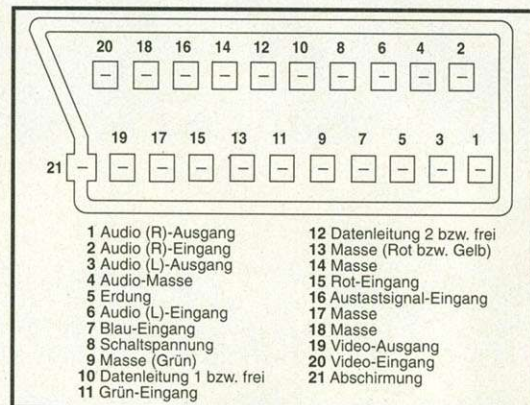 20 18 16 14 12 10 8 6 4 2
19 17 15 13 11 9 7 5 3 1
21
1 Audio (R)-Ausgang
2 Audio (R)-Eingang
3 Audio (L)-Ausgang
4 Audio-Masse
5 Erdung
6 Audio (L)-Eingang
7 Blau-Eingang
8 Schaltspannung
9 Masse (Grün)
10 Datenleitung 1 bzw. frei
11 Grün-Eingang
12 Datenleitung 2 bzw. frei
13 Masse (Rot bzw. Gelb)
14 Masse
15 Rot-Eingang
16 Austastsignal-Eingang
17 Masse
18 Masse
19 Video-Ausgang
20 Video-Eingang
21 Abschirmung